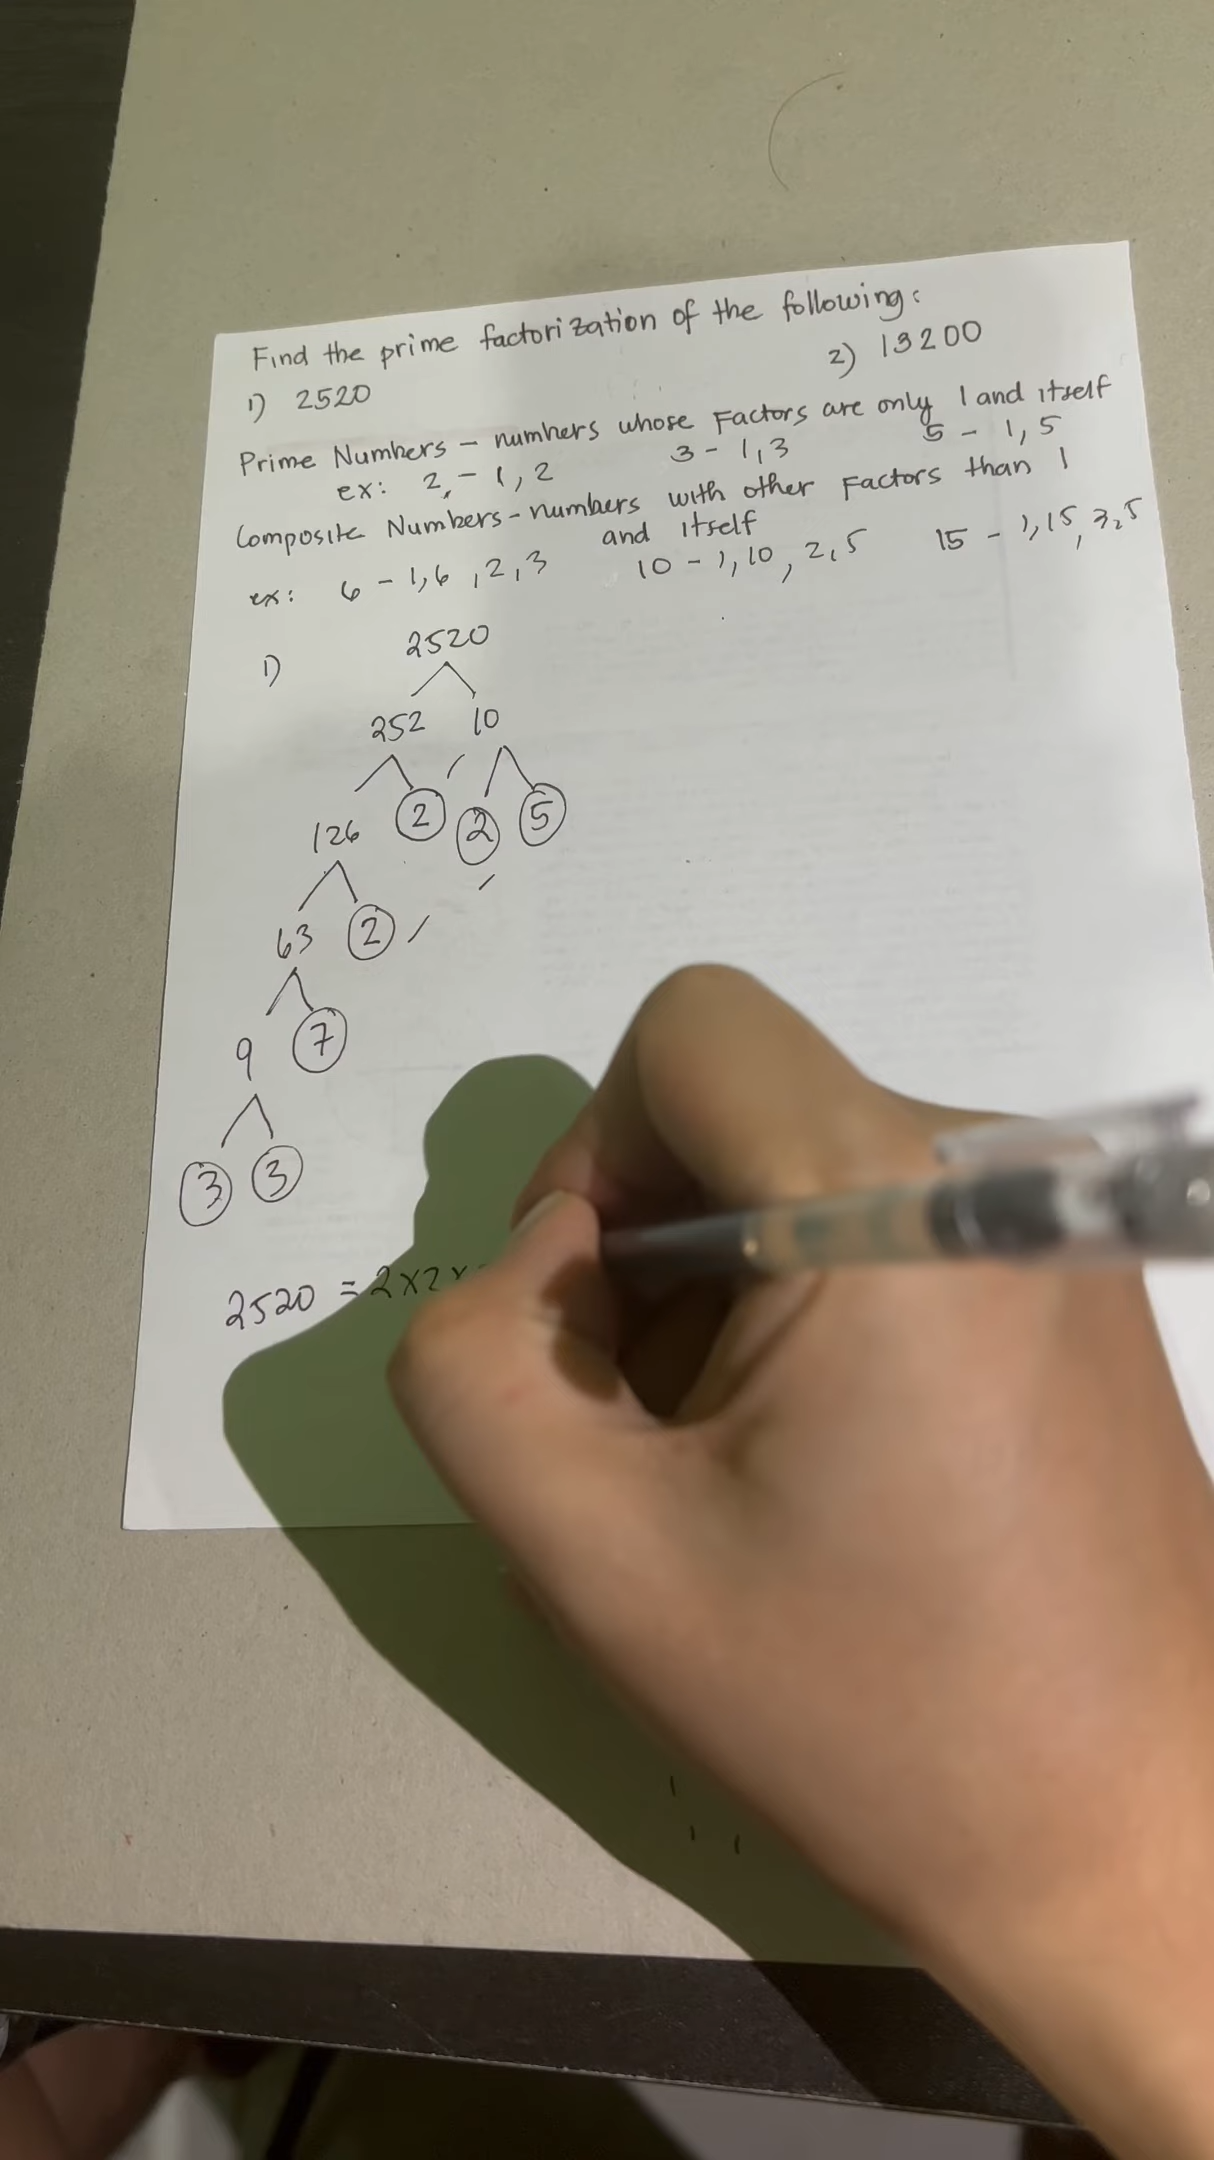 Find the prime factorization of the following:
1) 2520 2) 13200
Prime Numbers - numbers whose Factors are only 1 and itself
ex: 2 - 1, 2 3 - 1, 3 5 - 1, 5
Composite Numbers - numbers with other Factors than 1
and itself
ex: 6 - 1, 6, 2, 3 10 - 1, 10, 2, 5 15 - 1, 15, 3, 5
1) 2520
252 10
126 2 2 5
63 2
9 7
3 3
2520 = 2 x 2 x